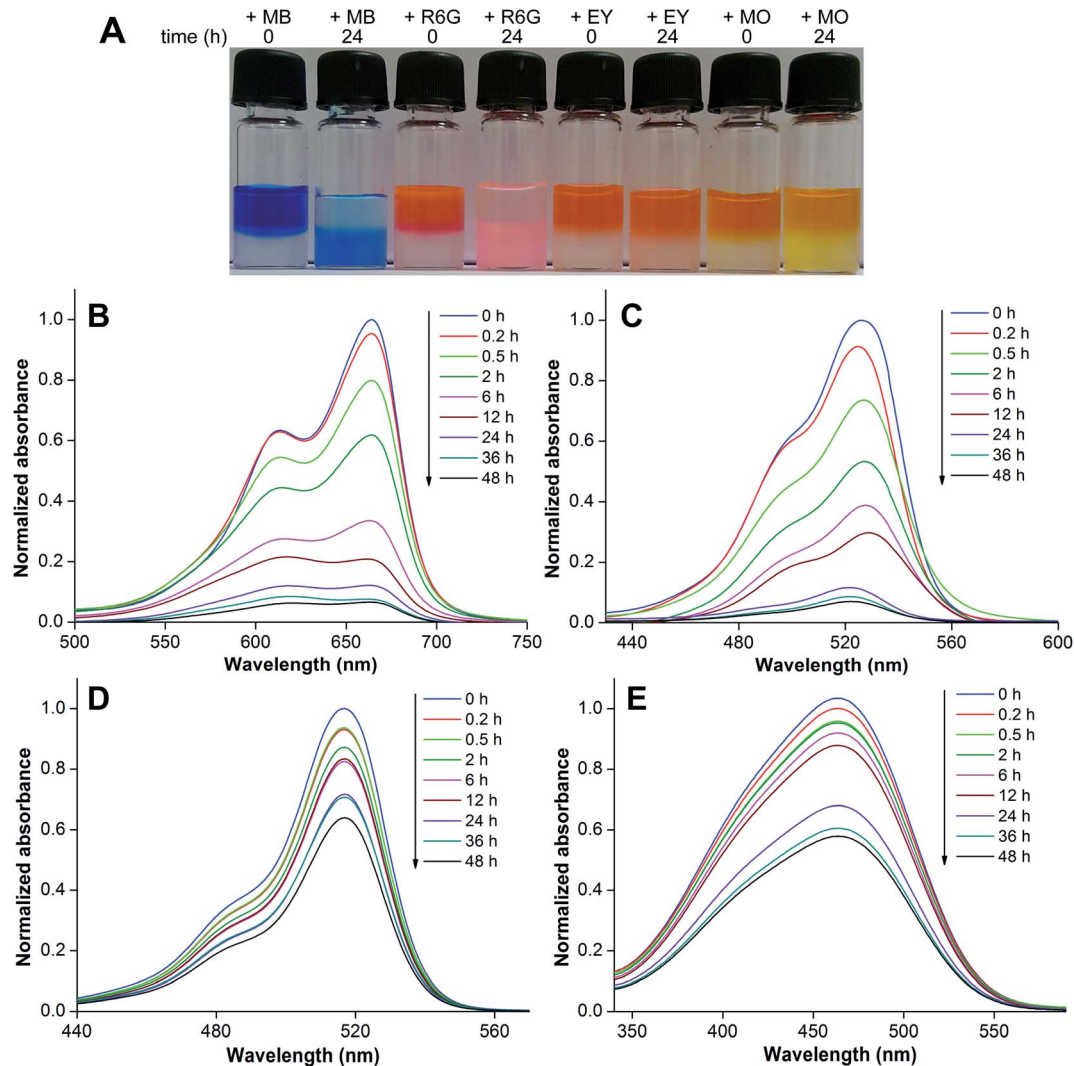 A
+ MB + MB + R6G + R6G + EY + EY + MO + MO
time (h) 0 24 0 24 0 24 0 24
B
Normalized absorbance
1.0
0.8
0.6
0.4
0.2
0.0
500 550 600 650 700 750
Wavelength (nm)
0 h
0.2 h
0.5 h
2 h
6 h
12 h
24 h
36 h
48 h
C
Normalized absorbance
1.0
0.8
0.6
0.4
0.2
0.0
440 480 520 560 600
Wavelength (nm)
0 h
0.2 h
0.5 h
2 h
6 h
12 h
24 h
36 h
48 h
D
Normalized absorbance
1.0
0.8
0.6
0.4
0.2
0.0
440 480 520 560
Wavelength (nm)
0 h
0.2 h
0.5 h
2 h
6 h
12 h
24 h
36 h
48 h
E
Normalized absorbance
1.0
0.8
0.6
0.4
0.2
0.0
350 400 450 500 550
Wavelength (nm)
0 h
0.2 h
0.5 h
2 h
6 h
12 h
24 h
36 h
48 h